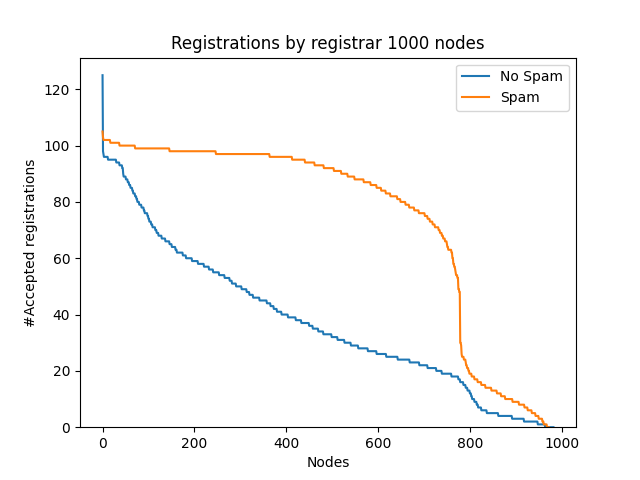 Registrations by registrar 1000 nodes
No Spam
Spam
#Accepted registrations
120
100
80
60
40
20
0
0 200 400 600 800 1000
Nodes